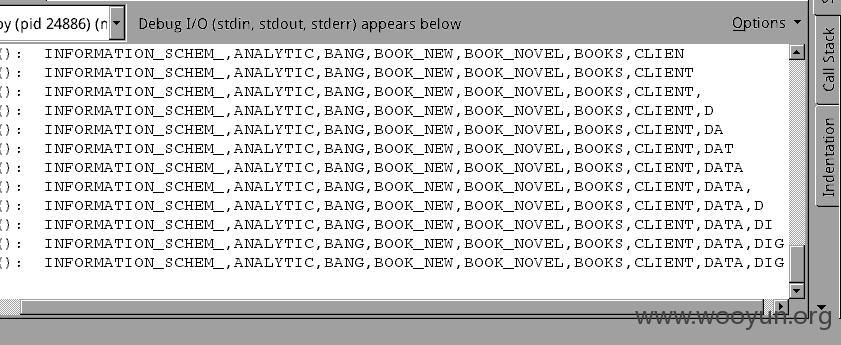 py (pid 24886) (n Debug I/O (stdin, stdout, stderr) appears below Options
(): INFORMATION_SCHEM_,ANALYTIC,BANG,BOOK_NEW,BOOK_NOVEL,BOOKS,CLIEN
(): INFORMATION_SCHEM_,ANALYTIC,BANG,BOOK_NEW,BOOK_NOVEL,BOOKS,CLIENT
(): INFORMATION_SCHEM_,ANALYTIC,BANG,BOOK_NEW,BOOK_NOVEL,BOOKS,CLIENT,
(): INFORMATION_SCHEM_,ANALYTIC,BANG,BOOK_NEW,BOOK_NOVEL,BOOKS,CLIENT,D
(): INFORMATION_SCHEM_,ANALYTIC,BANG,BOOK_NEW,BOOK_NOVEL,BOOKS,CLIENT,DA
(): INFORMATION_SCHEM_,ANALYTIC,BANG,BOOK_NEW,BOOK_NOVEL,BOOKS,CLIENT,DAT
(): INFORMATION_SCHEM_,ANALYTIC,BANG,BOOK_NEW,BOOK_NOVEL,BOOKS,CLIENT,DATA
(): INFORMATION_SCHEM_,ANALYTIC,BANG,BOOK_NEW,BOOK_NOVEL,BOOKS,CLIENT,DATA,
(): INFORMATION_SCHEM_,ANALYTIC,BANG,BOOK_NEW,BOOK_NOVEL,BOOKS,CLIENT,DATA,D
(): INFORMATION_SCHEM_,ANALYTIC,BANG,BOOK_NEW,BOOK_NOVEL,BOOKS,CLIENT,DATA,DI
(): INFORMATION_SCHEM_,ANALYTIC,BANG,BOOK_NEW,BOOK_NOVEL,BOOKS,CLIENT,DATA,DIG
(): INFORMATION_SCHEM_,ANALYTIC,BANG,BOOK_NEW,BOOK_NOVEL,BOOKS,CLIENT,DATA,DIG
Call Stack
Indentation
www.wooyun.org